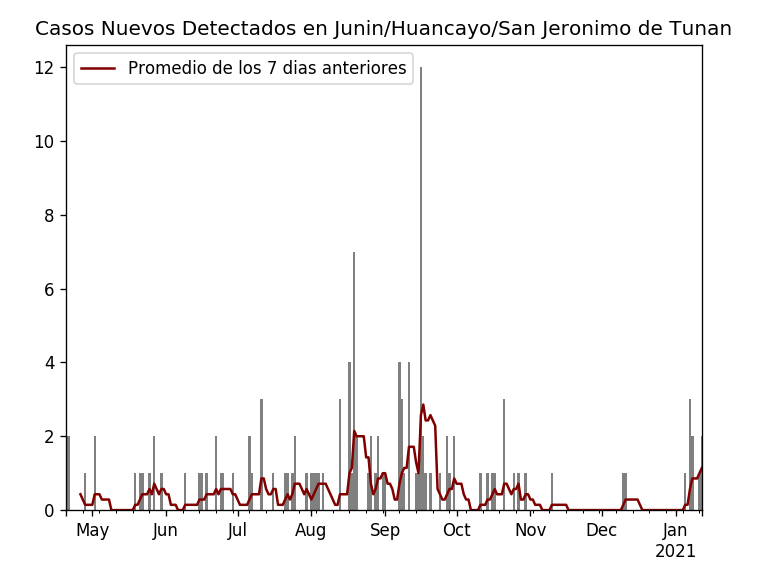 Casos Nuevos Detectados en Junin/Huancayo/San Jeronimo de Tunan
Promedio de los 7 dias anteriores
12
10
8
6
4
2
0
May Jun Jul Aug Sep Oct Nov Dec Jan
2021